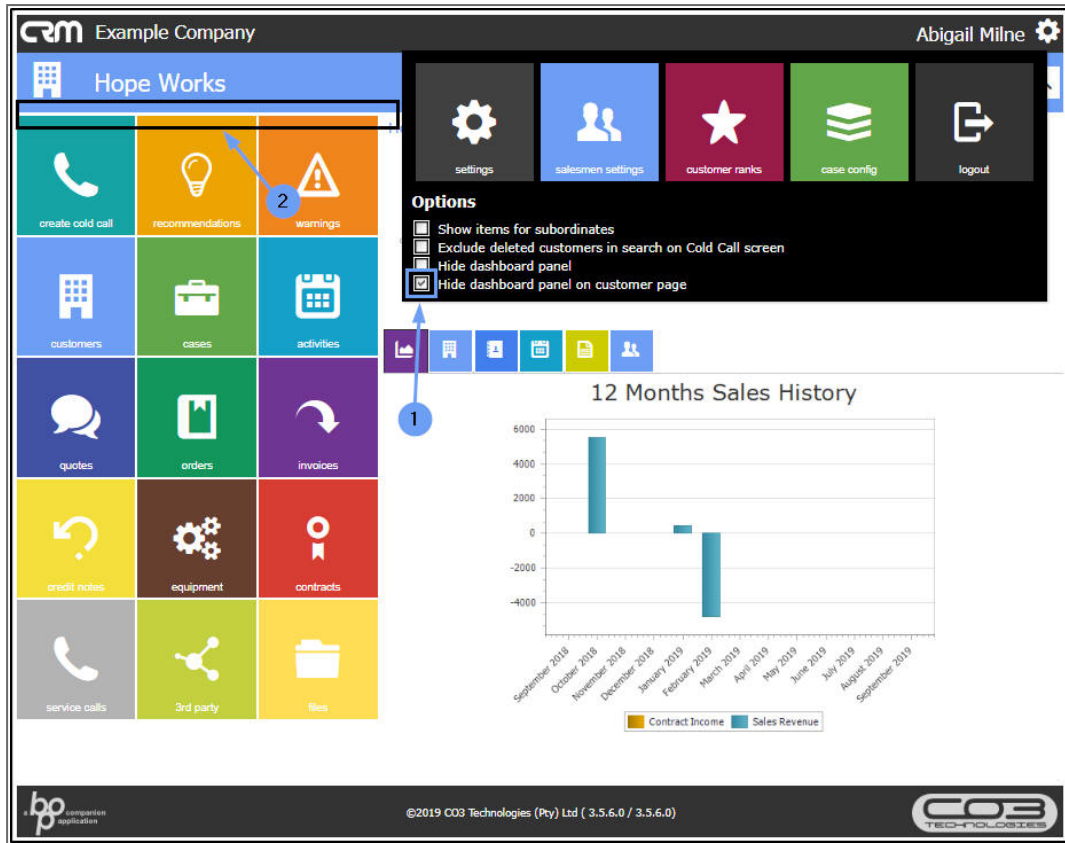 CRM Example Company
Abigail Milne
Hope Works
settings
salesmen settings
customer ranks
case config
logout
Options
Show items for subordinates
Exclude deleted customers in search on Cold Call screen
Hide dashboard panel
Hide dashboard panel on customer page
2
1
create cold call
recommendations
warnings
customers
cases
activities
quotes
orders
invoices
credit notes
equipment
contracts
service calls
3rd party
files
12 Months Sales History
6000
4000
2000
0
-2000
-4000
September 2018
October 2018
November 2018
December 2018
January 2019
February 2019
March 2019
April 2019
May 2019
June 2019
July 2019
August 2019
September 2019
Contract Income
Sales Revenue
a bpo companion
application
©2019 CO3 Technologies (Pty) Ltd ( 3.5.6.0 / 3.5.6.0)
CO3
TECHNOLOGIES